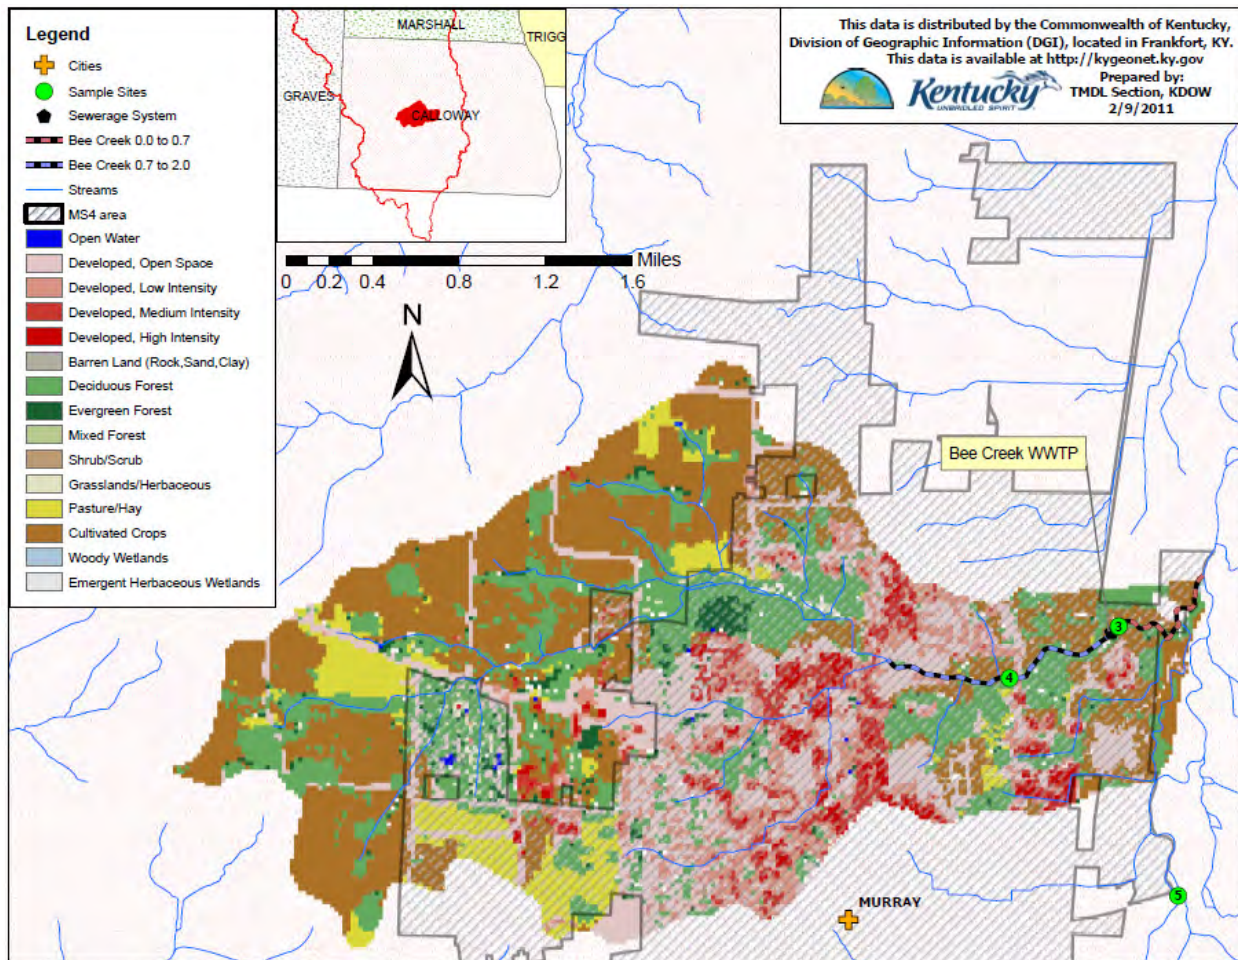 Legend
Cities
Sample Sites
Sewerage System
Bee Creek 0.0 to 0.7
Bee Creek 0.7 to 2.0
Streams
MS4 area
Open Water
Developed, Open Space
Developed, Low Intensity
Developed, Medium Intensity
Developed, High Intensity
Barren Land (Rock,Sand,Clay)
Deciduous Forest
Evergreen Forest
Mixed Forest
Shrub/Scrub
Grasslands/Herbaceous
Pasture/Hay
Cultivated Crops
Woody Wetlands
Emergent Herbaceous Wetlands
MARSHALL
TRIGG
GRAVES
CALLOWAY
This data is distributed by the Commonwealth of Kentucky,
Division of Geographic Information (DGI), located in Frankfort, KY.
This data is available at http://kygeonet.ky.gov
Kentucky
UNBRIDLED SPIRIT
Prepared by:
TMDL Section, KDOW
2/9/2011
Miles
0 0.2 0.4 0.8 1.2 1.6
N
Bee Creek WWTP
3
4
5
MURRAY